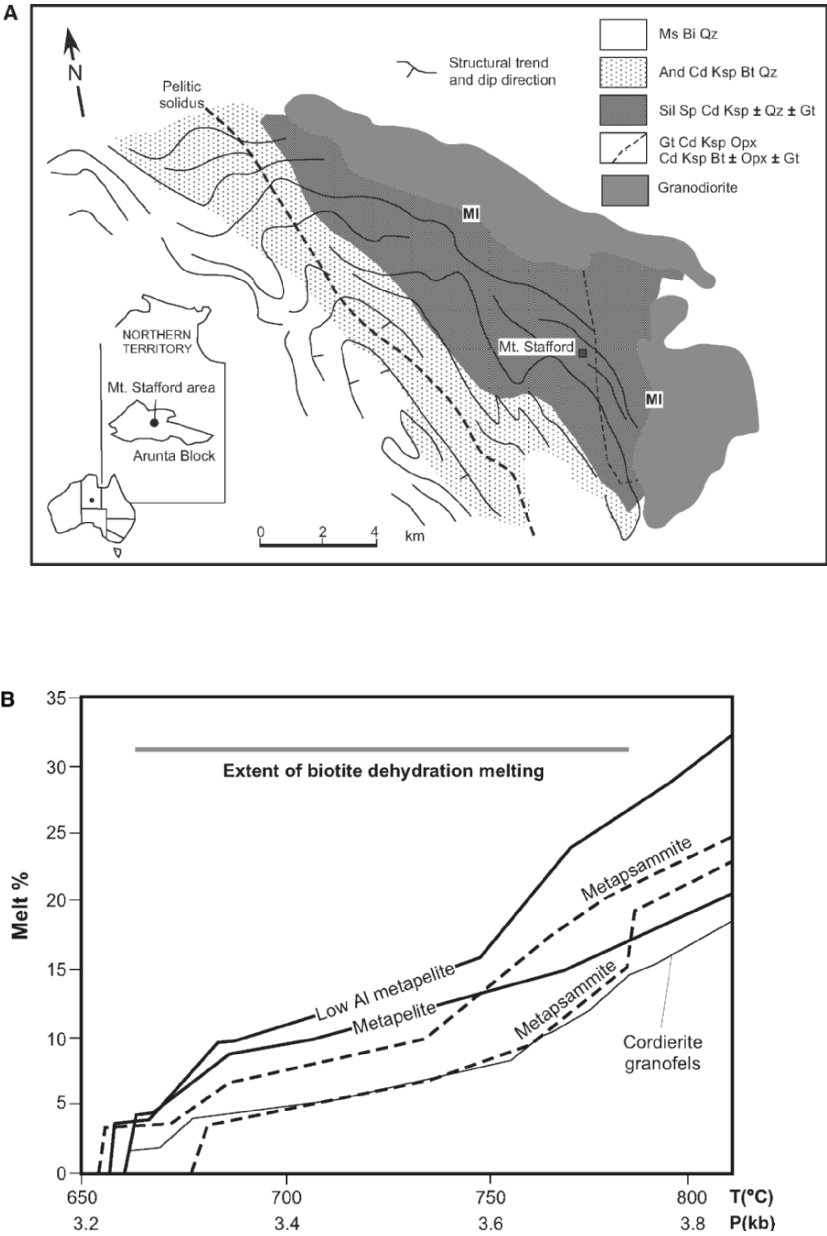 A
N
Structural trend
and dip direction
Pelitic
solidus
Ms Bi Qz
And Cd Ksp Bt Qz
Sil Sp Cd Ksp ± Qz ± Gt
Gt Cd Ksp Opx
Cd Ksp Bt ± Opx ± Gt
Granodiorite
MI
Mt. Stafford
MI
NORTHERN
TERRITORY
Mt. Stafford area
Arunta Block
0 2 4 km
B
35
30
25
20
15
10
5
0
Melt %
Extent of biotite dehydration melting
Metapsammite
Low Al metapelite
Metapelite
Metapsammite
Cordierite
granofels
650 700 750 800 T(ºC)
3.2 3.4 3.6 3.8 P(kb)